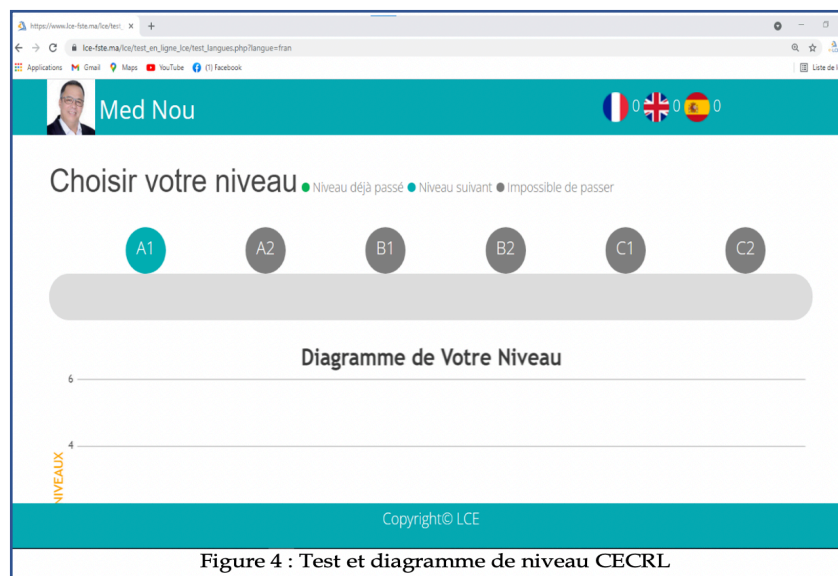 https://www.lce-fste.ma/lce/test_
lce-fste.ma/lce/test_en_ligne_lce/test_langues.php?langue=fran
Applications Gmail Maps YouTube (1) Facebook Liste de l
Med Nou 0 0 0
Choisir votre niveau Niveau déjà passé Niveau suivant Impossible de passer
A1 A2 B1 B2 C1 C2
Diagramme de Votre Niveau
6
4
NIVEAUX
Copyright© LCE
Figure 4 : Test et diagramme de niveau CECRL